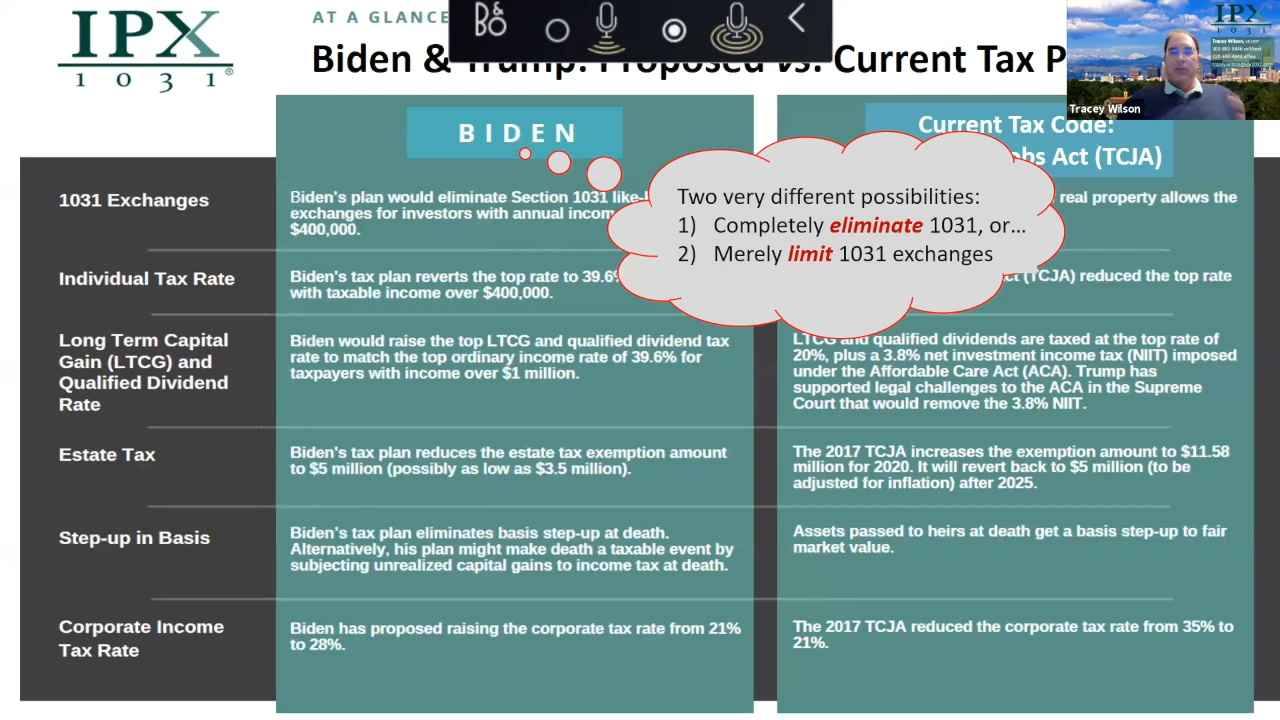 IPX
1031®
AT A GLANCE
B&O
Biden & Trump: Proposed vs. Current Tax P
IPX
1031
Tracey Wilson
Tracey Wilson
BIDEN
Current Tax Code:
obs Act (TCJA)
Two very different possibilities:
1) Completely eliminate 1031, or…
2) Merely limit 1031 exchanges
1031 Exchanges
Biden's plan would eliminate Section 1031 like-
exchanges for investors with annual incom
$400,000.
real property allows the
Individual Tax Rate
Biden's tax plan reverts the top rate to 39.6%
with taxable income over $400,000.
ct (TCJA) reduced the top rate
Long Term Capital
Gain (LTCG) and
Qualified Dividend
Rate
Biden would raise the top LTCG and qualified dividend tax
rate to match the top ordinary income rate of 39.6% for
taxpayers with income over $1 million.
LTCG and qualified dividends are taxed at the top rate of
20%, plus a 3.8% net investment income tax (NIIT) imposed
under the Affordable Care Act (ACA). Trump has
supported legal challenges to the ACA in the Supreme
Court that would remove the 3.8% NIIT.
Estate Tax
Biden's tax plan reduces the estate tax exemption amount
to $5 million (possibly as low as $3.5 million).
The 2017 TCJA increases the exemption amount to $11.58
million for 2020. It will revert back to $5 million (to be
adjusted for inflation) after 2025.
Step-up in Basis
Biden's tax plan eliminates basis step-up at death.
Alternatively, his plan might make death a taxable event by
subjecting unrealized capital gains to income tax at death.
Assets passed to heirs at death get a basis step-up to fair
market value.
Corporate Income
Tax Rate
Biden has proposed raising the corporate tax rate from 21%
to 28%.
The 2017 TCJA reduced the corporate tax rate from 35% to
21%.